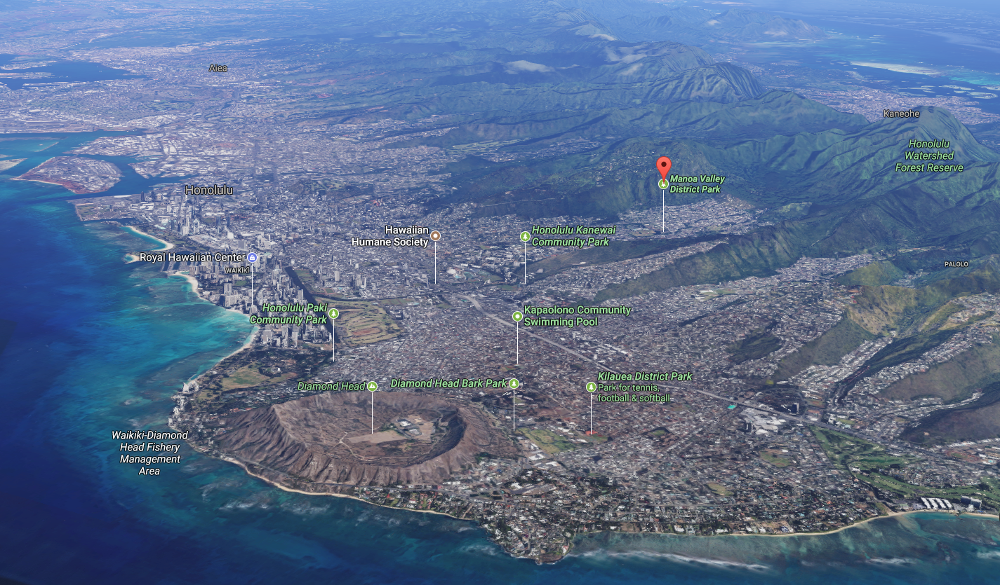 Aiea
Kaneohe
Honolulu
Watershed
Forest Reserve
Manoa Valley
District Park
Honolulu
Hawaiian
Humane Society
Honolulu Kanewai
Community Park
Royal Hawaiian Center
WAIKIKI
PALOLO
Honolulu Paki
Community Park
Kapaolono Community
Swimming Pool
Diamond Head
Diamond Head Bark Park
Kilauea District Park
Park for tennis,
football & softball
Waikiki-Diamond
Head Fishery
Management
Area